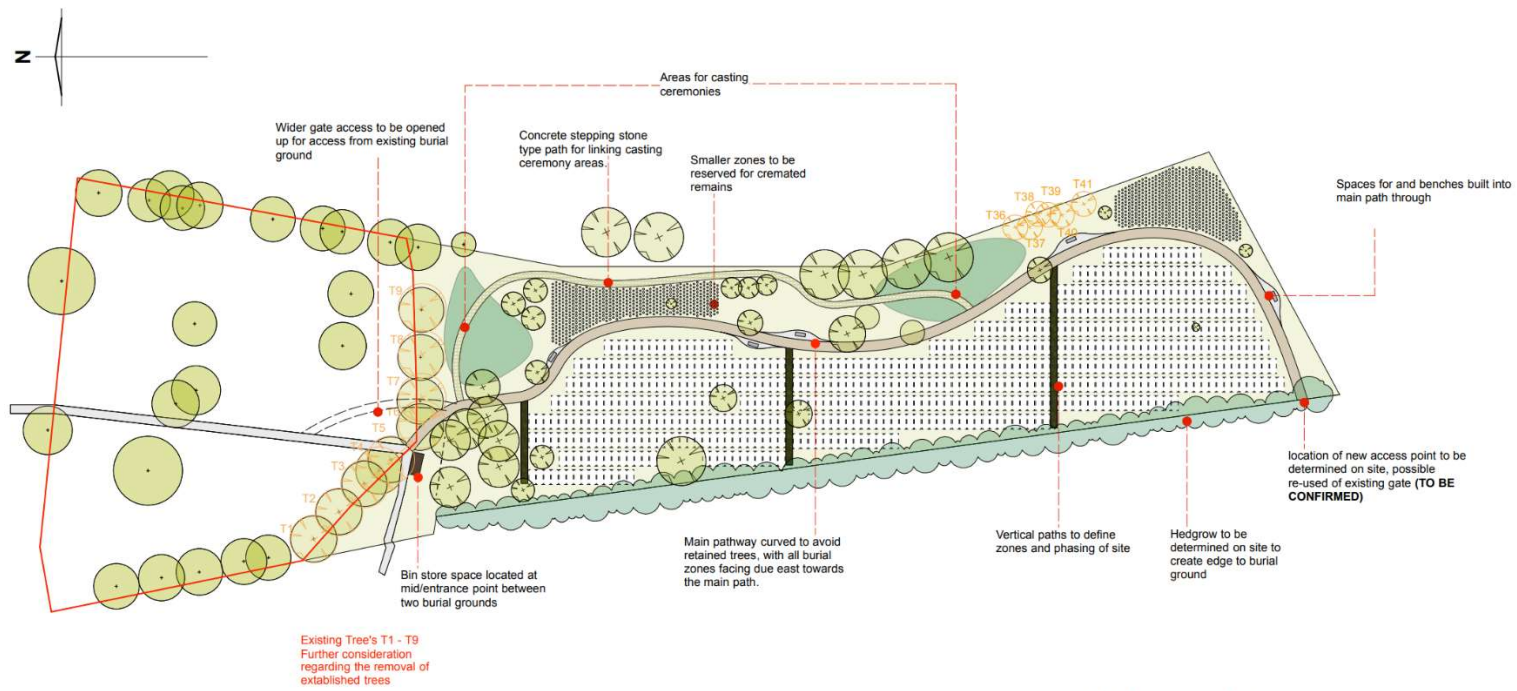 N
Areas for casting
ceremonies
Wider gate access to be opened
up for access from existing burial
ground
Concrete stepping stone
type path for linking casting
ceremony areas.
Smaller zones to be
reserved for cremated
remains
Spaces for and benches built into
main path through
T36
T37
T38
T39
T40
T41
T9
T8
T7
T6
T5
T4
T3
T2
T1
location of new access point to be
determined on site, possible
re-used of existing gate (TO BE
CONFIRMED)
Main pathway curved to avoid
retained trees, with all burial
zones facing due east towards
the main path.
Vertical paths to define
zones and phasing of site
Hedgrow to be
determined on site to
create edge to burial
ground
Bin store space located at
mid/entrance point between
two burial grounds
Existing Tree's T1 - T9
Further consideration
regarding the removal of
extablished trees